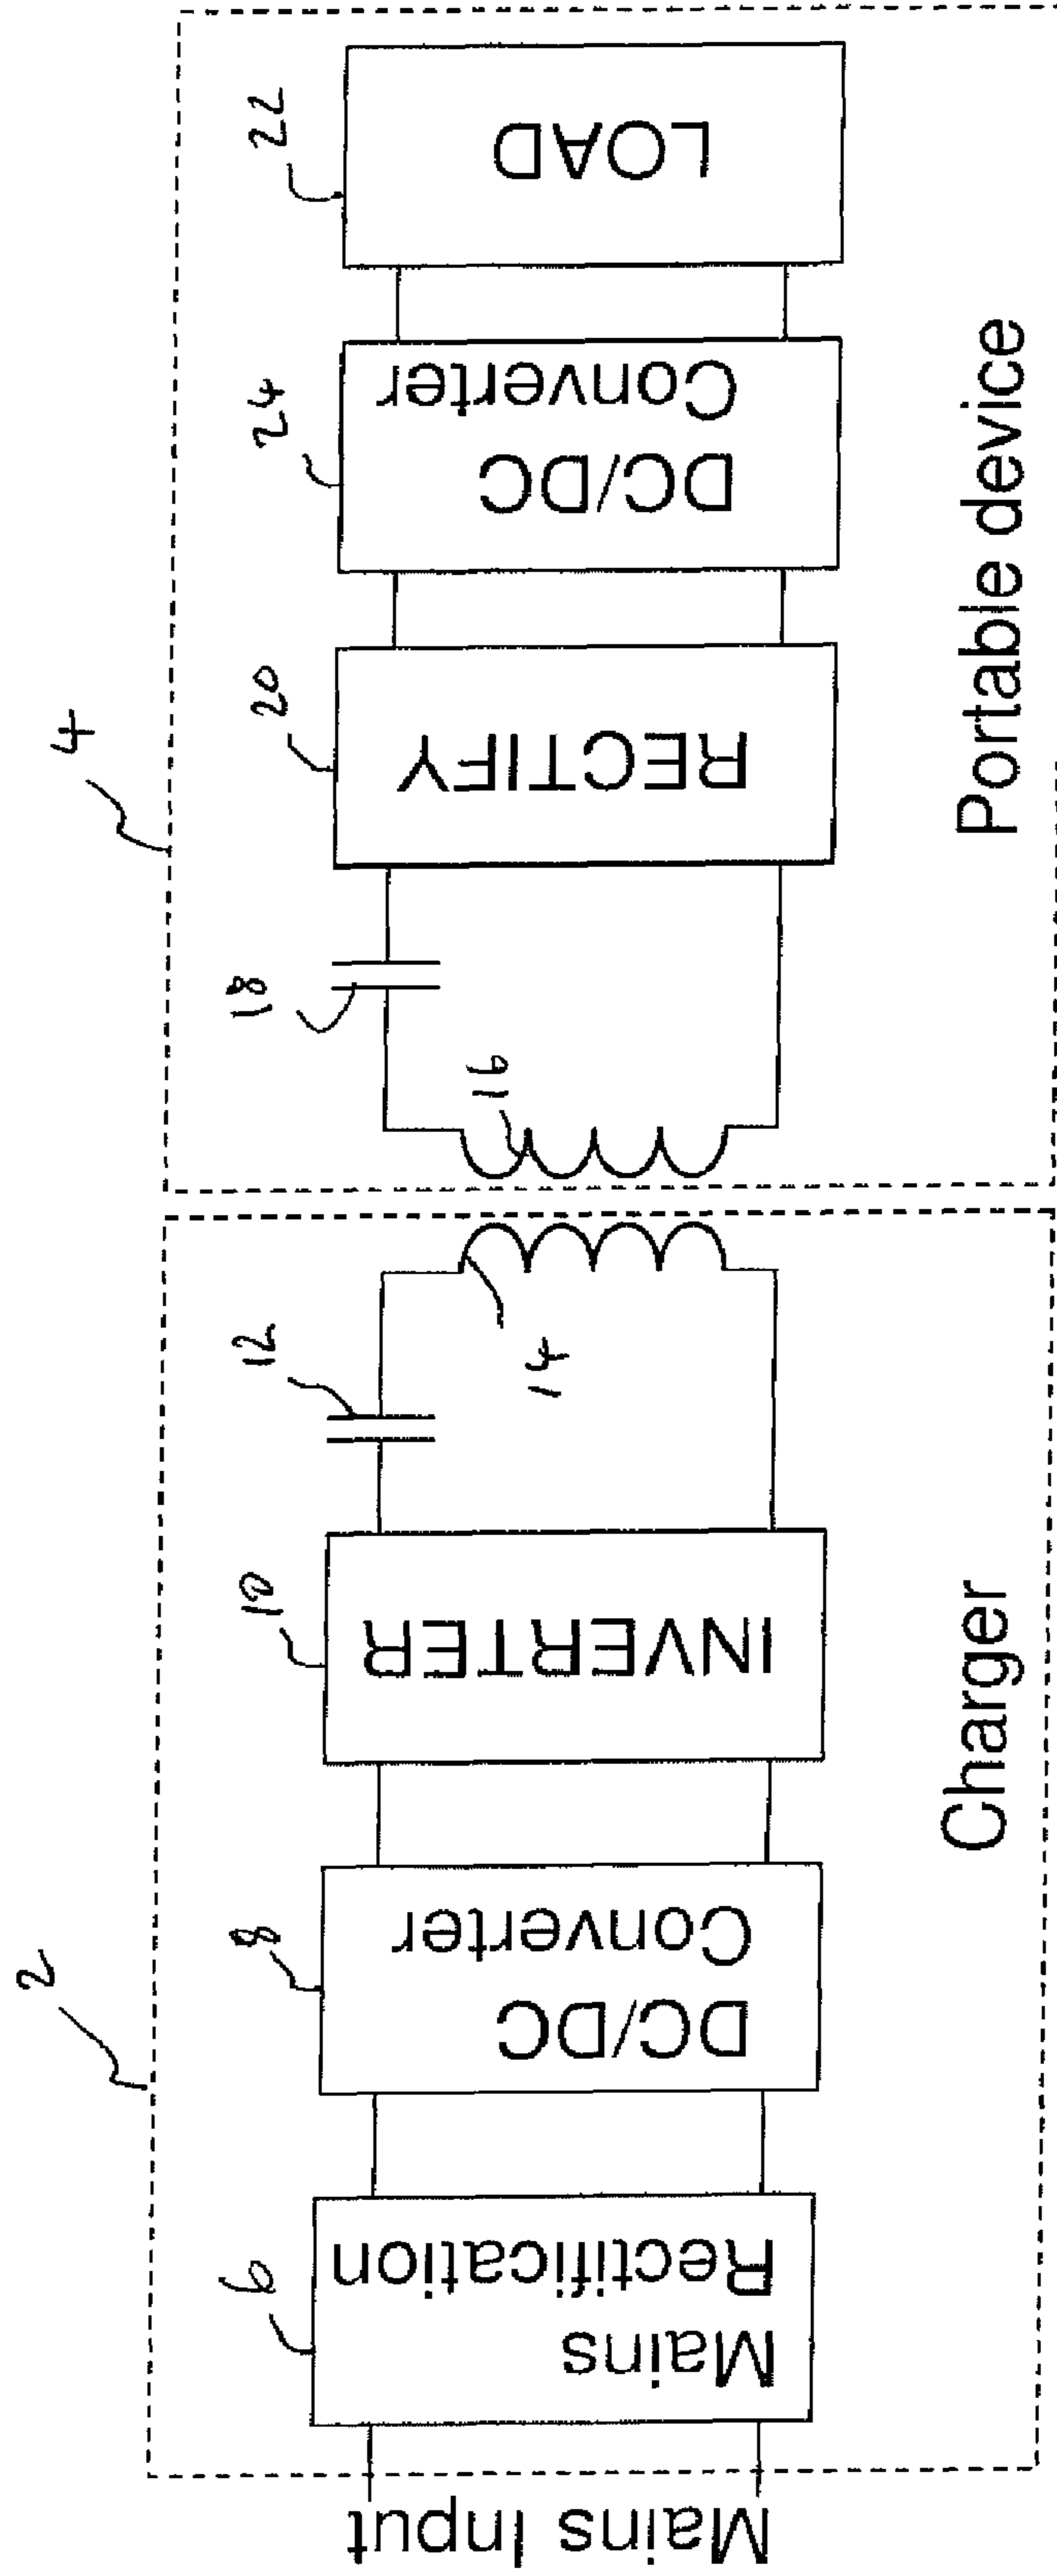 2
4
Mains Input
6
Mains
Rectification
8
DC/DC
Converter
10
INVERTER
12
14
16
18
20
RECTIFY
24
DC/DC
Converter
22
LOAD
Charger
Portable device